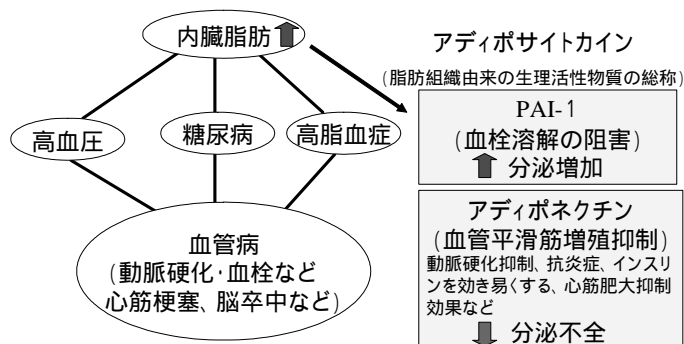 内臓脂肪
高血圧
糖尿病
高脂血症
血管病
(動脈硬化・血栓など
心筋梗塞、脳卒中など)
アディポサイトカイン
(脂肪組織由来の生理活性物質の総称)
PAI-1
(血栓溶解の阻害)
分泌増加
アディポネクチン
(血管平滑筋増殖抑制)
動脈硬化抑制、抗炎症、インスリ
ンを効き易くする、心筋肥大抑制
効果など
分泌不全